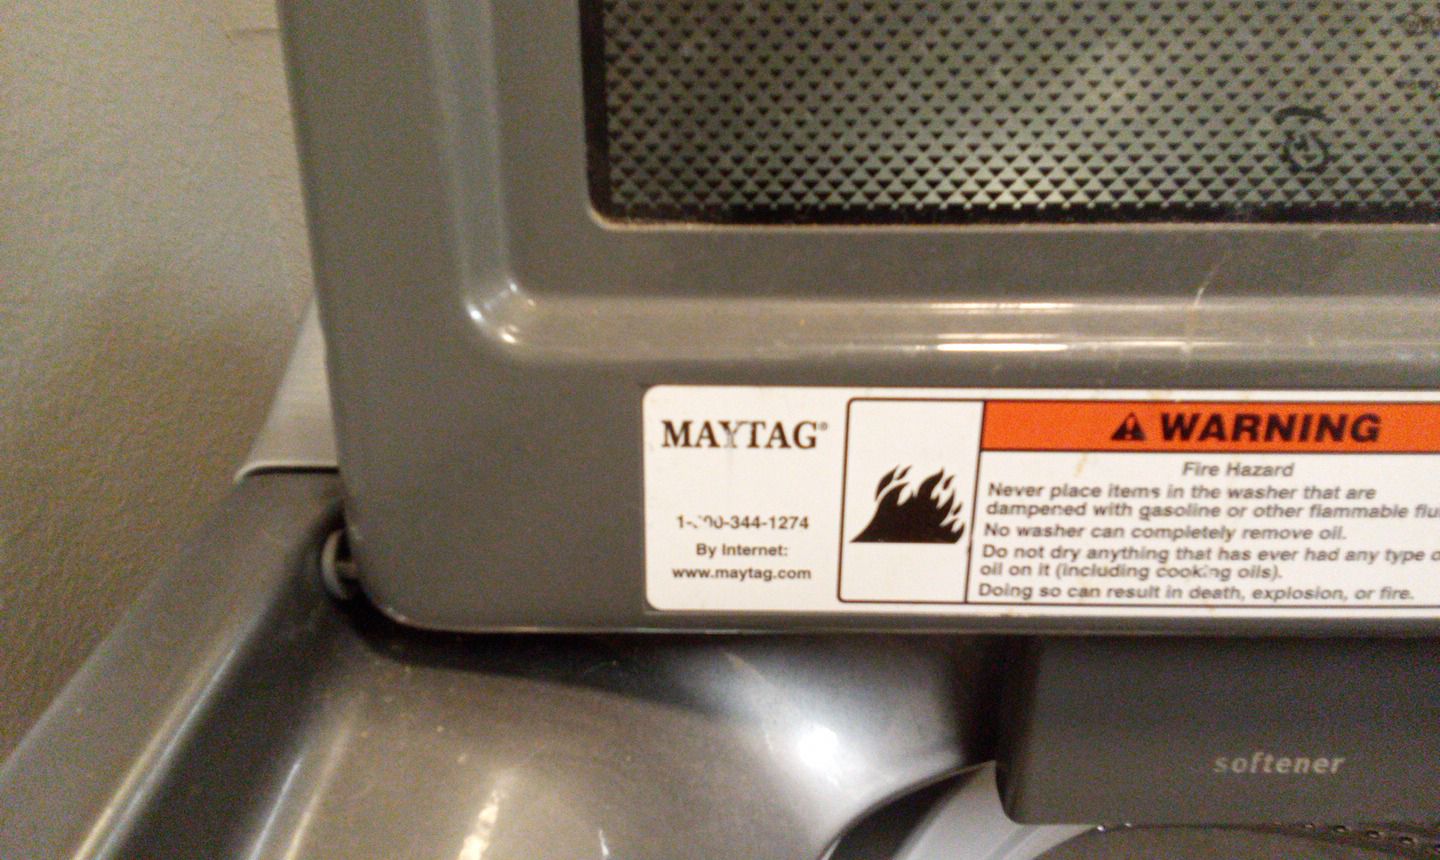 MAYTAG®
1-800-344-1274
By Internet:
www.maytag.com
WARNING
Fire Hazard
Never place items in the washer that are
dampened with gasoline or other flammable
No washer can completely remove oil.
Do not dry anything that has ever had any type
oil on it (including cooking oils).
Doing so can result in death, explosion, or fire.
softener